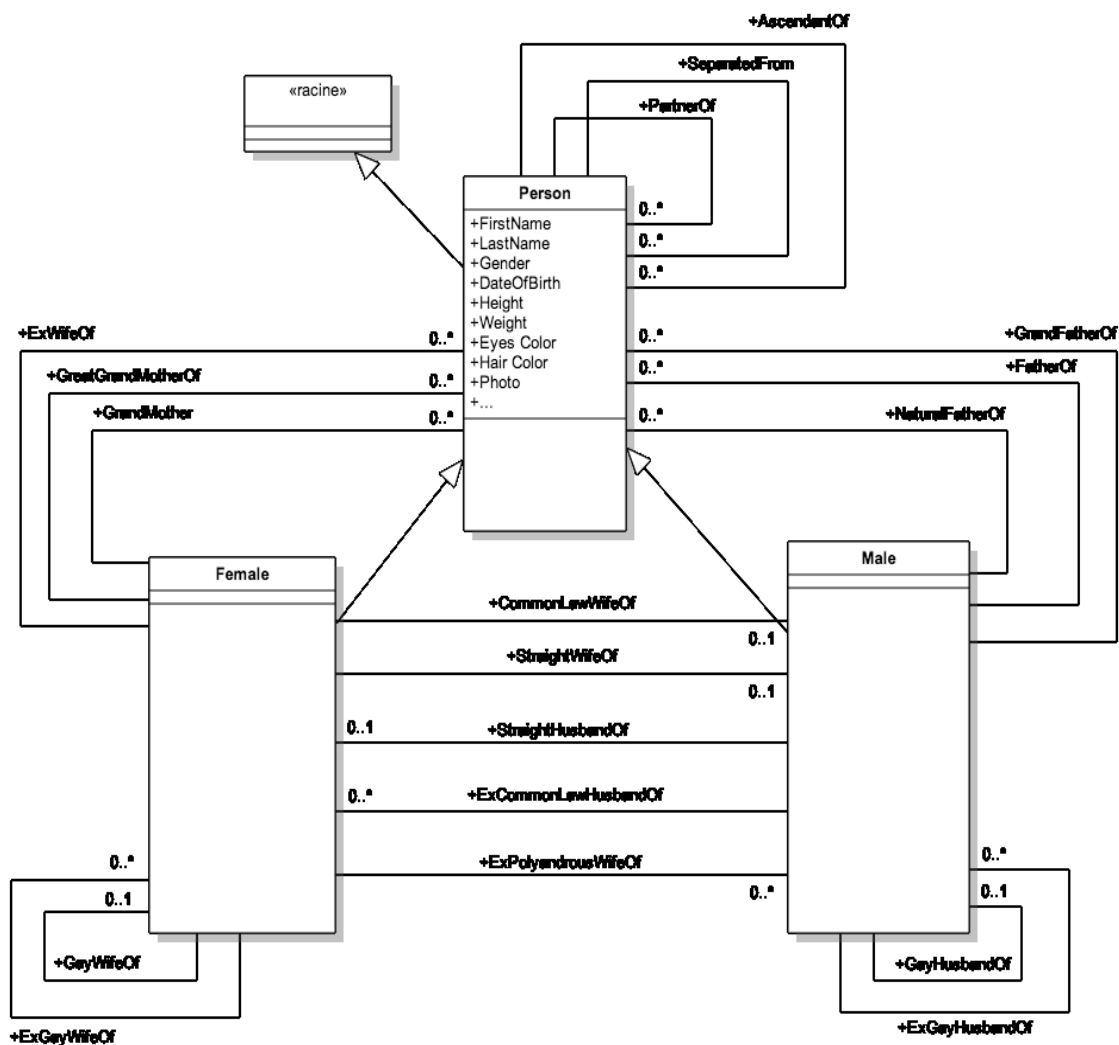 +AscendantOf
«racine»
+SeparatedFrom
+PartnerOf
Person
+FirstName
+LastName
+Gender
+DateOfBirth
+Height
+Weight
+Eyes Color
+Hair Color
+Photo
+...
0..*
0..*
0..*
+ExWifeOf
0..*
0..*
+GrandFatherOf
+GreatGrandMotherOf
0..*
0..*
+FatherOf
+GrandMother
0..*
0..*
+NaturalFatherOf
Female
Male
+CommonLawWifeOf
0..1
+StraightWifeOf
0..1
0..1
+StraightHusbandOf
0..*
+ExCommonLawHusbandOf
+ExPolyandrousWifeOf
0..*
0..*
0..1
+GayWifeOf
+ExGayWifeOf
0..*
0..1
+GayHusbandOf
+ExGayHusbandOf